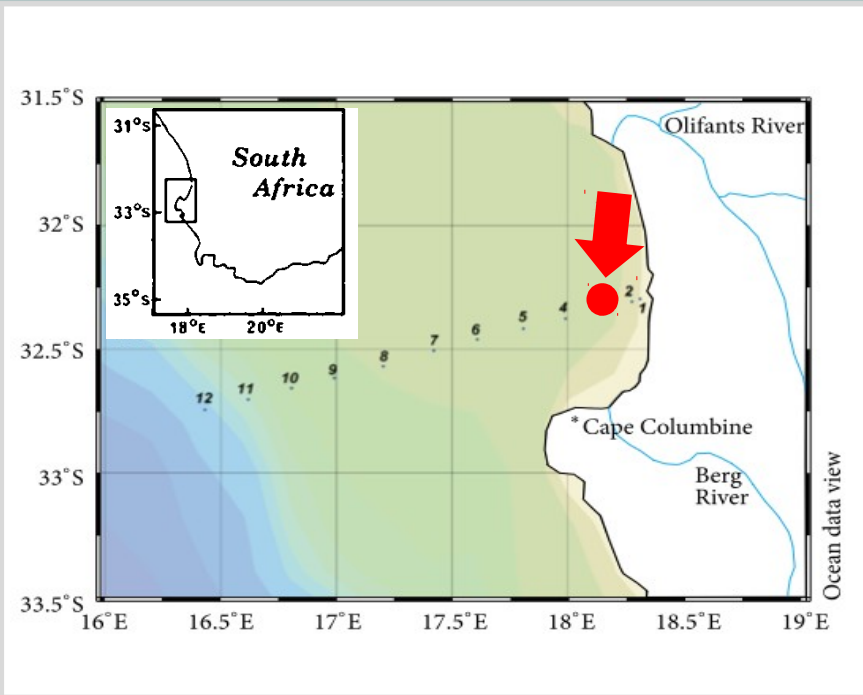 31.5°S
32°S
32.5°S
33°S
33.5°S
16°E
16.5°E
17°E
17.5°E
18°E
18.5°E
19°E
31°S
33°S
35°S
18°E
20°E
South
Africa
Olifants River
2
1
4
5
6
7
8
9
10
11
12
* Cape Columbine
Berg
River
Ocean data view